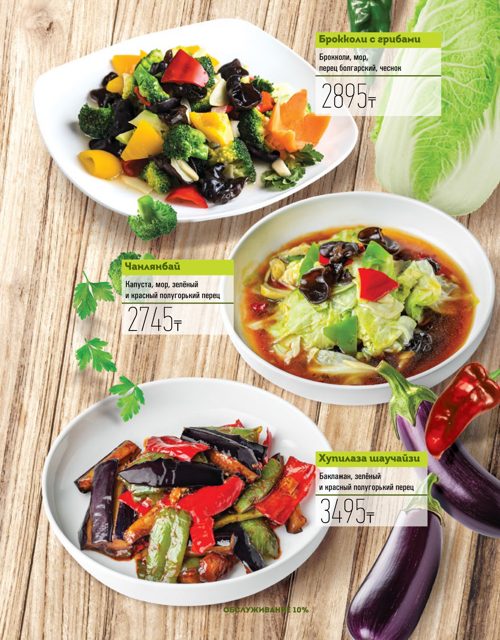 Брокколи с грибами
Брокколи, мор,
перец болгарский, чеснок
2895₸
Чанлянбай
Капуста, мор, зелёный
и красный полугорький перец
2745₸
Хупилаза шаучайзи
Баклажан, зелёный
и красный полугорький перец
3495₸
ОБСЛУЖИВАНИЕ 10%